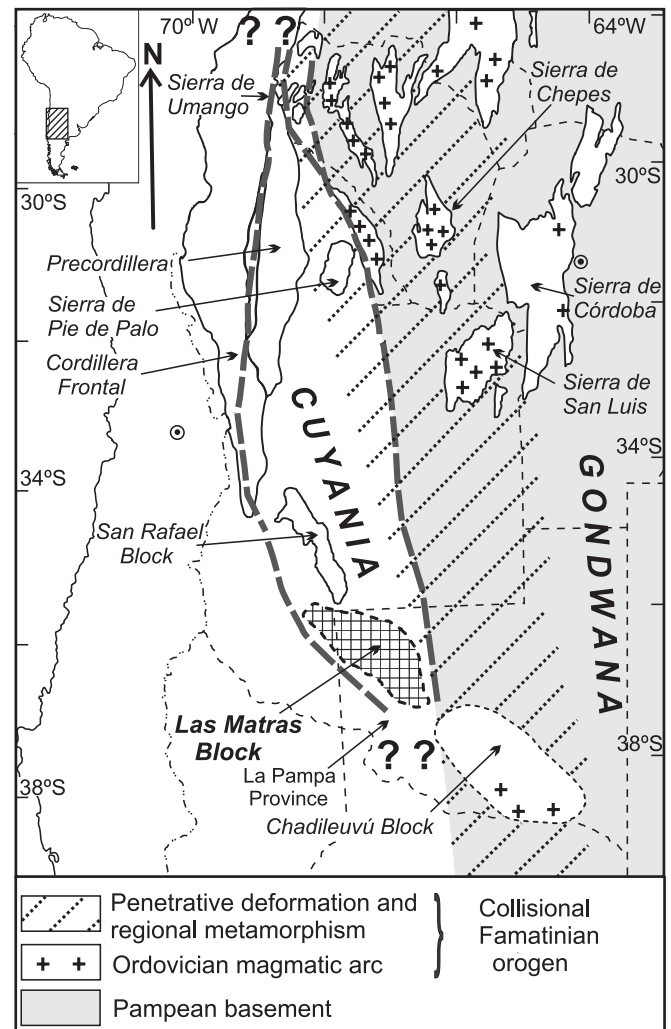 70º W
64º W
? ?
N
Sierra de
Umango
Sierra de
Chepes
30ºS
30ºS
Precordillera
Sierra de
Pie de Palo
Sierra de
Córdoba
Cordillera
Frontal
Sierra de
San Luis
CUYANIA
34ºS
34ºS
GONDWANA
San Rafael
Block
Las Matras
Block
? ?
La Pampa
Province
38ºS
38ºS
Chadileuvú Block
Penetrative deformation and
regional metamorphism
Ordovician magmatic arc
Collisional
Famatinian
orogen
Pampean basement